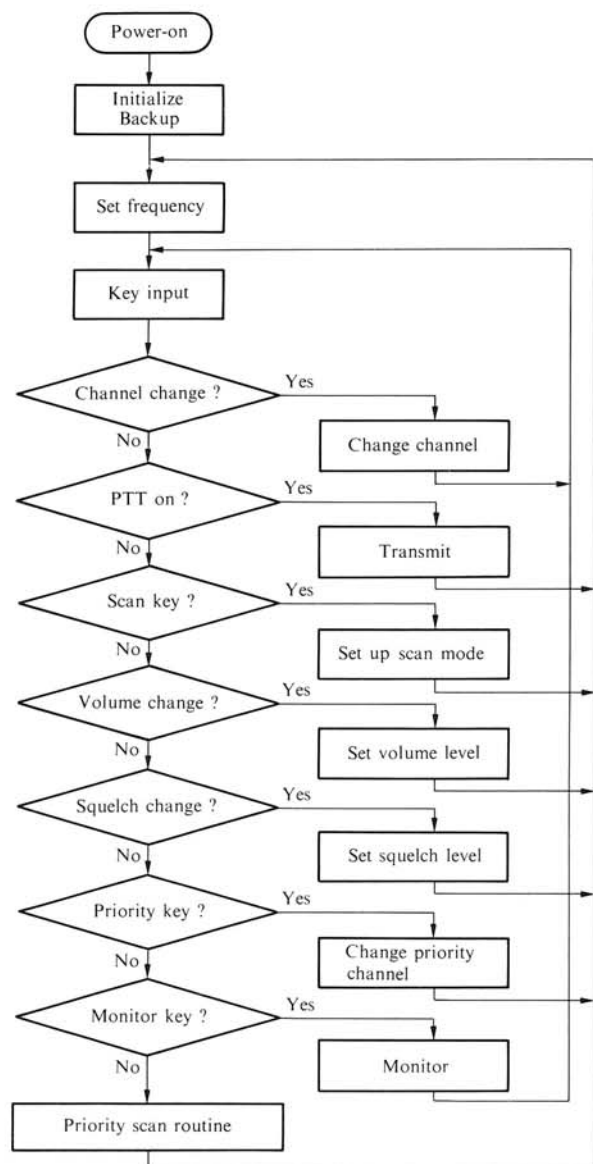 Power-on
Initialize
Backup
Set frequency
Key input
Channel change ?
Yes
Change channel
No
PTT on ?
Yes
Transmit
No
Scan key ?
Yes
Set up scan mode
No
Volume change ?
Yes
Set volume level
No
Squelch change ?
Yes
Set squelch level
No
Priority key ?
Yes
Change priority
channel
No
Monitor key ?
Yes
Monitor
No
Priority scan routine